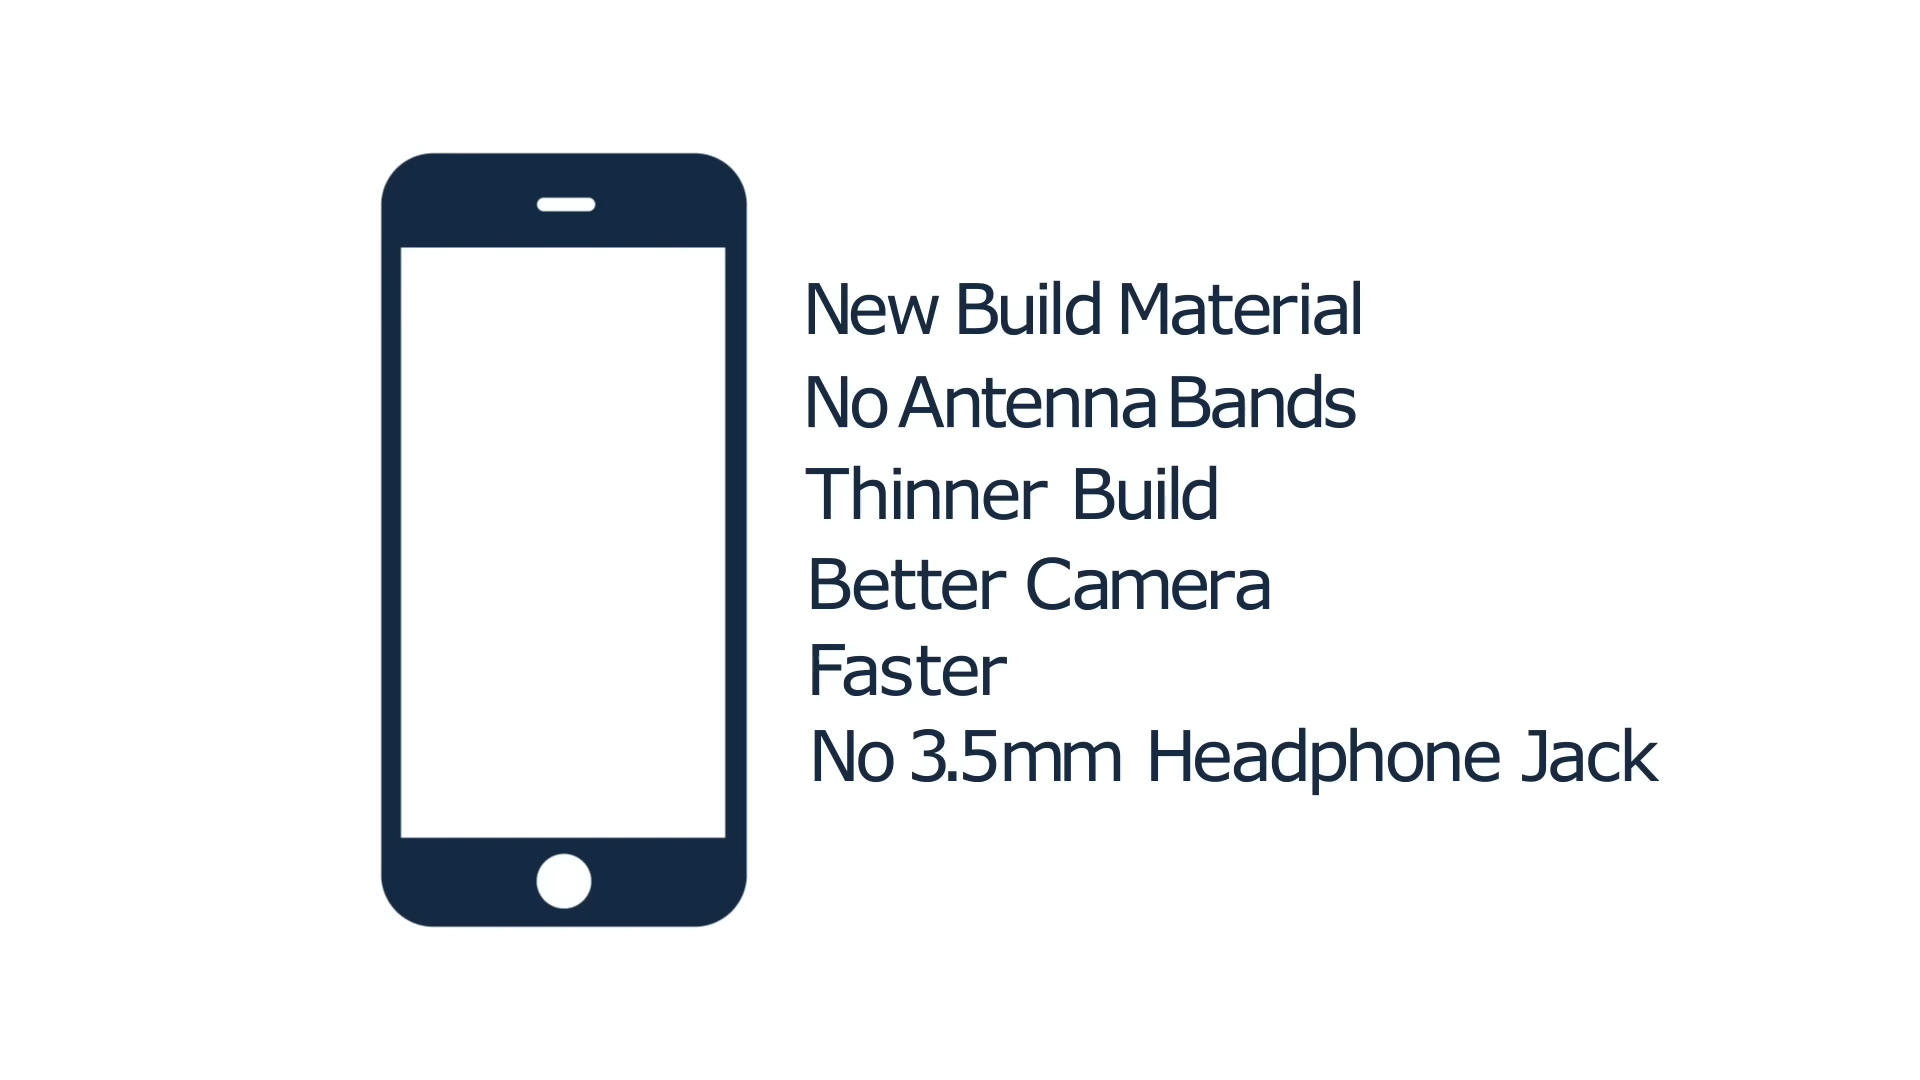 New Build Material
No Antenna Bands
Thinner Build
Better Camera
Faster
No 3.5mm Headphone Jack